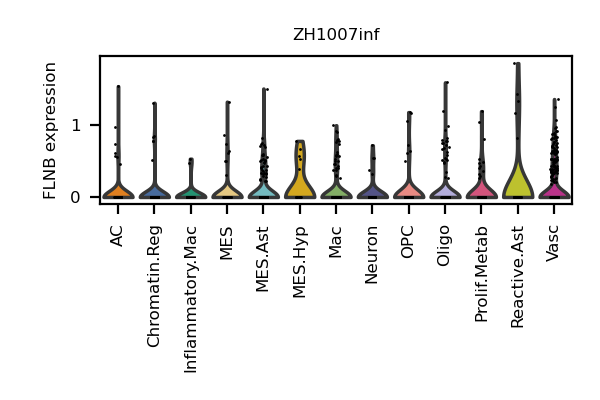 ZH1007inf
FLNB expression
1
0
AC
Chromatin.Reg
Inflammatory.Mac
MES
MES.Ast
MES.Hyp
Mac
Neuron
OPC
Oligo
Prolif.Metab
Reactive.Ast
Vasc